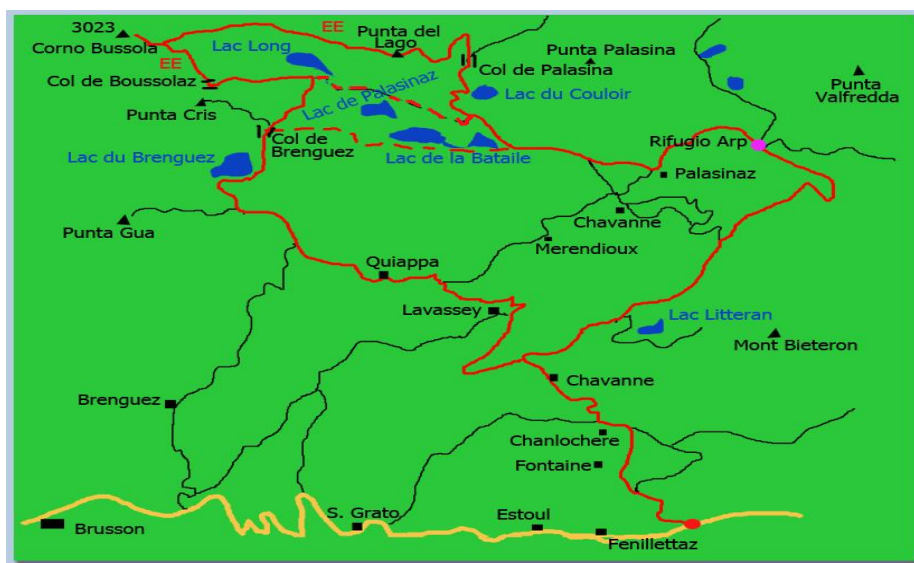 3023
Corno Bussola
EE
EE
Lac Long
Punta del
Lago
Col de Palasina
Punta Palasina
Punta
Valfredda
Col de Boussolaz
Punta Cris
Lac de Palasinaz
Lac du Couloir
Col de
Brenguez
Lac du Brenguez
Lac de la Bataile
Rifugio Arp
Palasinaz
Punta Gua
Chavanne
Merendioux
Quiappa
Lavassey
Lac Litteran
Mont Bieteron
Chavanne
Brenguez
Chanlochere
Fontaine
Brusson
S. Grato
Estoul
Fenillettaz